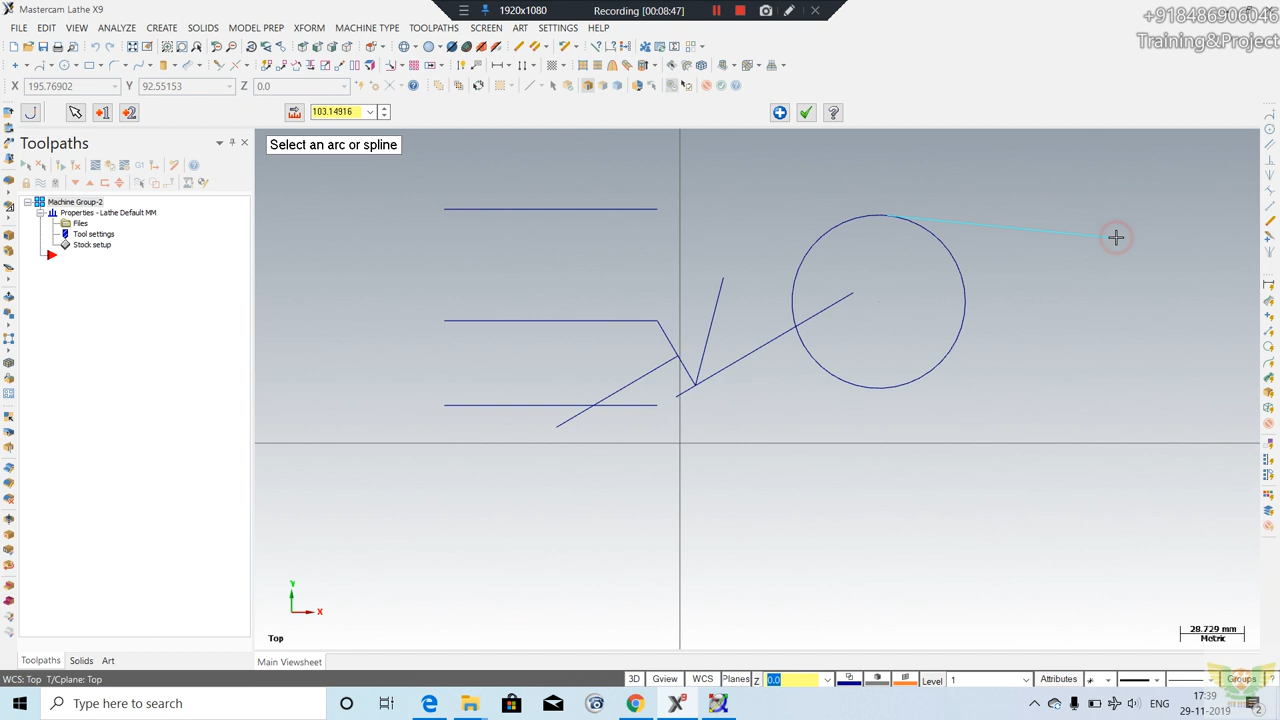 Mastercam Lathe X9
1920x1080
Recording [00:08:47]
+918486906046
Training&Project
FILE EDIT VIEW ANALYZE CREATE SOLIDS MODEL PREP XFORM MACHINE TYPE TOOLPATHS SCREEN ART SETTINGS HELP
X 195.76902 Y 92.55153 Z 0.0
103.14916
Toolpaths
Select an arc or spline
G1
Machine Group-2
Properties - Lathe Default MM
Files
Tool settings
Stock setup
Y
X
Top
28.729 mm
Metric
Toolpaths Solids Art
Main Viewsheet
WCS: Top T/Cplane: Top
3D Gview WCS Planes Z 0.0 Level 1 Attributes Groups ?
Type here to search
ENG
17:39
29-11-2019
2